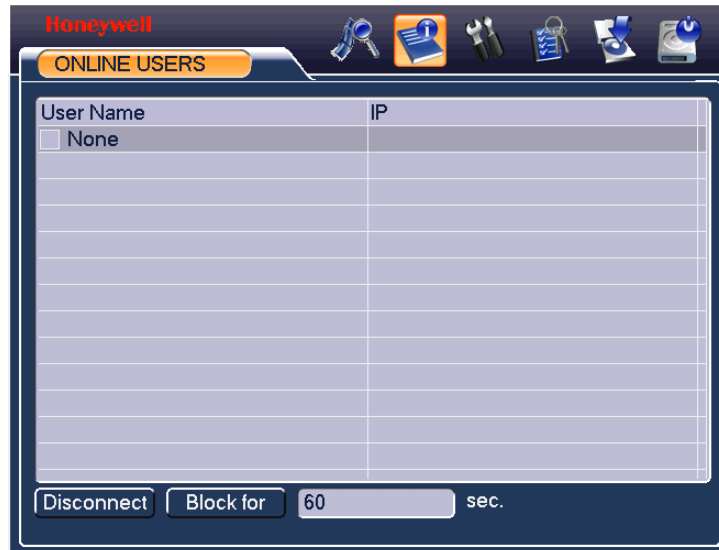 Honeywell
ONLINE USERS
User Name IP
None
Disconnect Block for 60 sec.